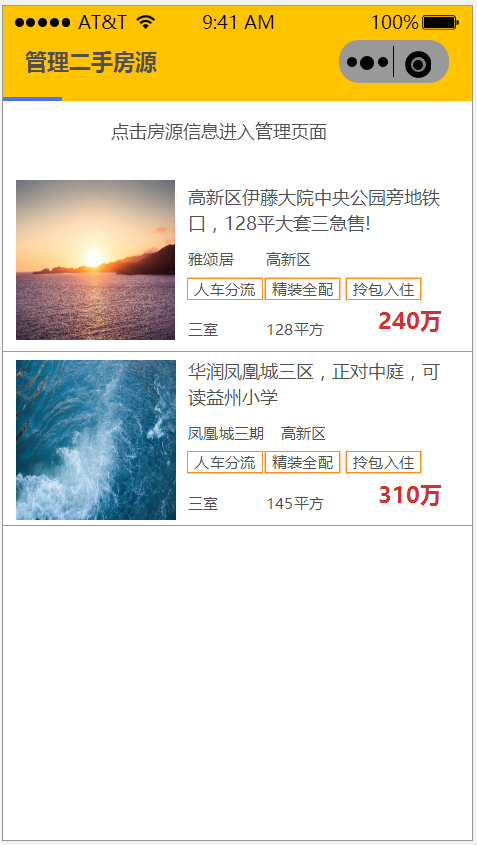 AT&T 9:41 AM 100%
管理二手房源
点击房源信息进入管理页面
高新区伊藤大院中央公园旁地铁
口，128平大套三急售!
雅颂居 高新区
人车分流 精装全配 拎包入住
240万
三室 128平方
华润凤凰城三区，正对中庭，可
读益州小学
凤凰城三期 高新区
人车分流 精装全配 拎包入住
310万
三室 145平方